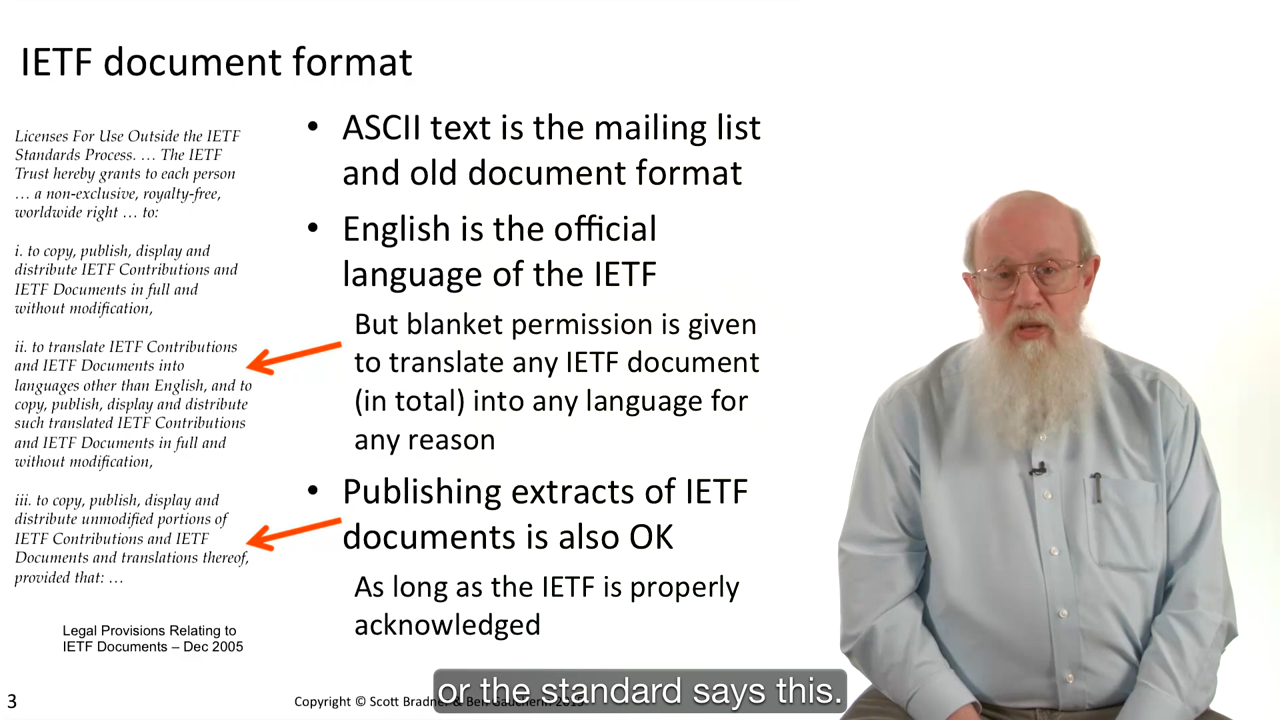 IETF document format
Licenses For Use Outside the IETF
Standards Process. … The IETF
Trust hereby grants to each person
… a non-exclusive, royalty-free,
worldwide right … to:
i. to copy, publish, display and
distribute IETF Contributions and
IETF Documents in full and
without modification,
ii. to translate IETF Contributions
and IETF Documents into
languages other than English, and to
copy, publish, display and distribute
such translated IETF Contributions
and IETF Documents in full and
without modification,
iii. to copy, publish, display and
distribute unmodified portions of
IETF Contributions and IETF
Documents and translations thereof,
provided that: …
Legal Provisions Relating to
IETF Documents – Dec 2005
• ASCII text is the mailing list
and old document format
• English is the official
language of the IETF
But blanket permission is given
to translate any IETF document
(in total) into any language for
any reason
• Publishing extracts of IETF
documents is also OK
As long as the IETF is properly
acknowledged
3
Copyright © Scott Bradner & Ben
or the standard says this.